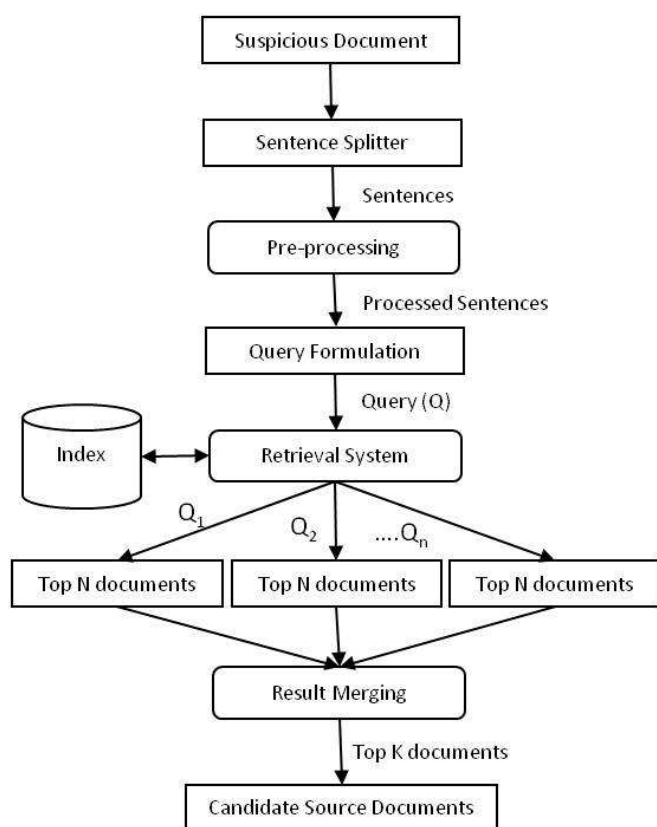 Suspicious Document
Sentence Splitter
Sentences
Pre-processing
Processed Sentences
Query Formulation
Query (Q)
Index
Retrieval System
Q1
Q2
....Qn
Top N documents
Top N documents
Top N documents
Result Merging
Top K documents
Candidate Source Documents